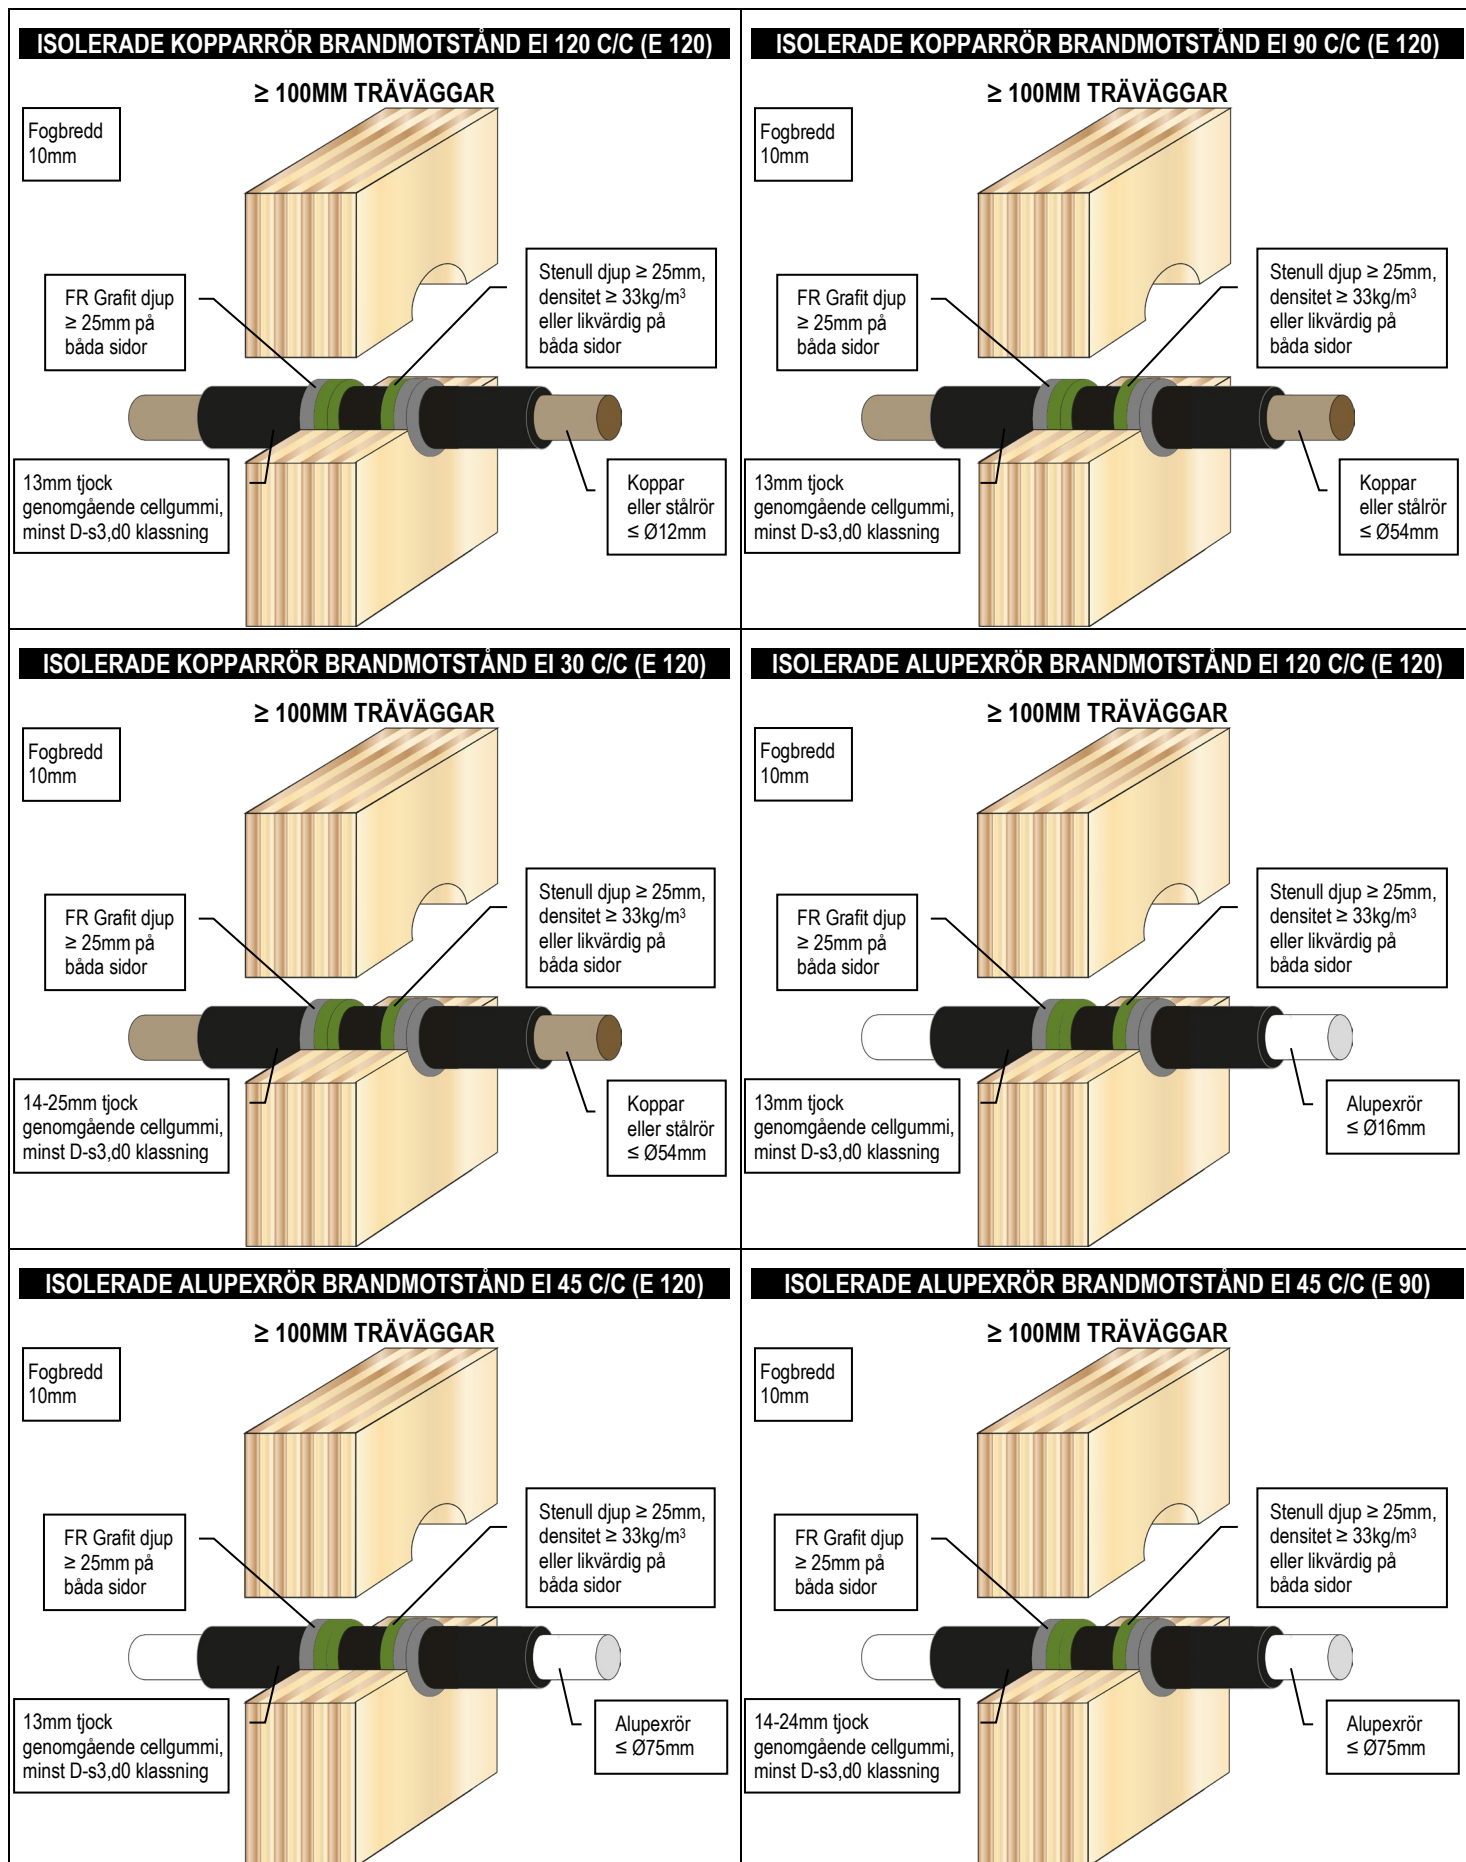 ISOLERADE KOPPARRÖR BRANDMOTSTÅND EI 120 C/C (E 120)
≥ 100MM TRÄVÄGGAR
Fogbredd
10mm
FR Grafit djup
≥ 25mm på
båda sidor
Stenull djup ≥ 25mm,
densitet ≥ 33kg/m³
eller likvärdig på
båda sidor
13mm tjock
genomgående cellgummi,
minst D-s3,d0 klassning
Koppar
eller stålrör
≤ Ø12mm
ISOLERADE KOPPARRÖR BRANDMOTSTÅND EI 90 C/C (E 120)
≥ 100MM TRÄVÄGGAR
Fogbredd
10mm
FR Grafit djup
≥ 25mm på
båda sidor
Stenull djup ≥ 25mm,
densitet ≥ 33kg/m³
eller likvärdig på
båda sidor
13mm tjock
genomgående cellgummi,
minst D-s3,d0 klassning
Koppar
eller stålrör
≤ Ø54mm
ISOLERADE KOPPARRÖR BRANDMOTSTÅND EI 30 C/C (E 120)
≥ 100MM TRÄVÄGGAR
Fogbredd
10mm
FR Grafit djup
≥ 25mm på
båda sidor
Stenull djup ≥ 25mm,
densitet ≥ 33kg/m³
eller likvärdig på
båda sidor
14-25mm tjock
genomgående cellgummi,
minst D-s3,d0 klassning
Koppar
eller stålrör
≤ Ø54mm
ISOLERADE ALUPEXRÖR BRANDMOTSTÅND EI 120 C/C (E 120)
≥ 100MM TRÄVÄGGAR
Fogbredd
10mm
FR Grafit djup
≥ 25mm på
båda sidor
Stenull djup ≥ 25mm,
densitet ≥ 33kg/m³
eller likvärdig på
båda sidor
13mm tjock
genomgående cellgummi,
minst D-s3,d0 klassning
Alupexrör
≤ Ø16mm
ISOLERADE ALUPEXRÖR BRANDMOTSTÅND EI 45 C/C (E 120)
≥ 100MM TRÄVÄGGAR
Fogbredd
10mm
FR Grafit djup
≥ 25mm på
båda sidor
Stenull djup ≥ 25mm,
densitet ≥ 33kg/m³
eller likvärdig på
båda sidor
13mm tjock
genomgående cellgummi,
minst D-s3,d0 klassning
Alupexrör
≤ Ø75mm
ISOLERADE ALUPEXRÖR BRANDMOTSTÅND EI 45 C/C (E 90)
≥ 100MM TRÄVÄGGAR
Fogbredd
10mm
FR Grafit djup
≥ 25mm på
båda sidor
Stenull djup ≥ 25mm,
densitet ≥ 33kg/m³
eller likvärdig på
båda sidor
14-24mm tjock
genomgående cellgummi,
minst D-s3,d0 klassning
Alupexrör
≤ Ø75mm